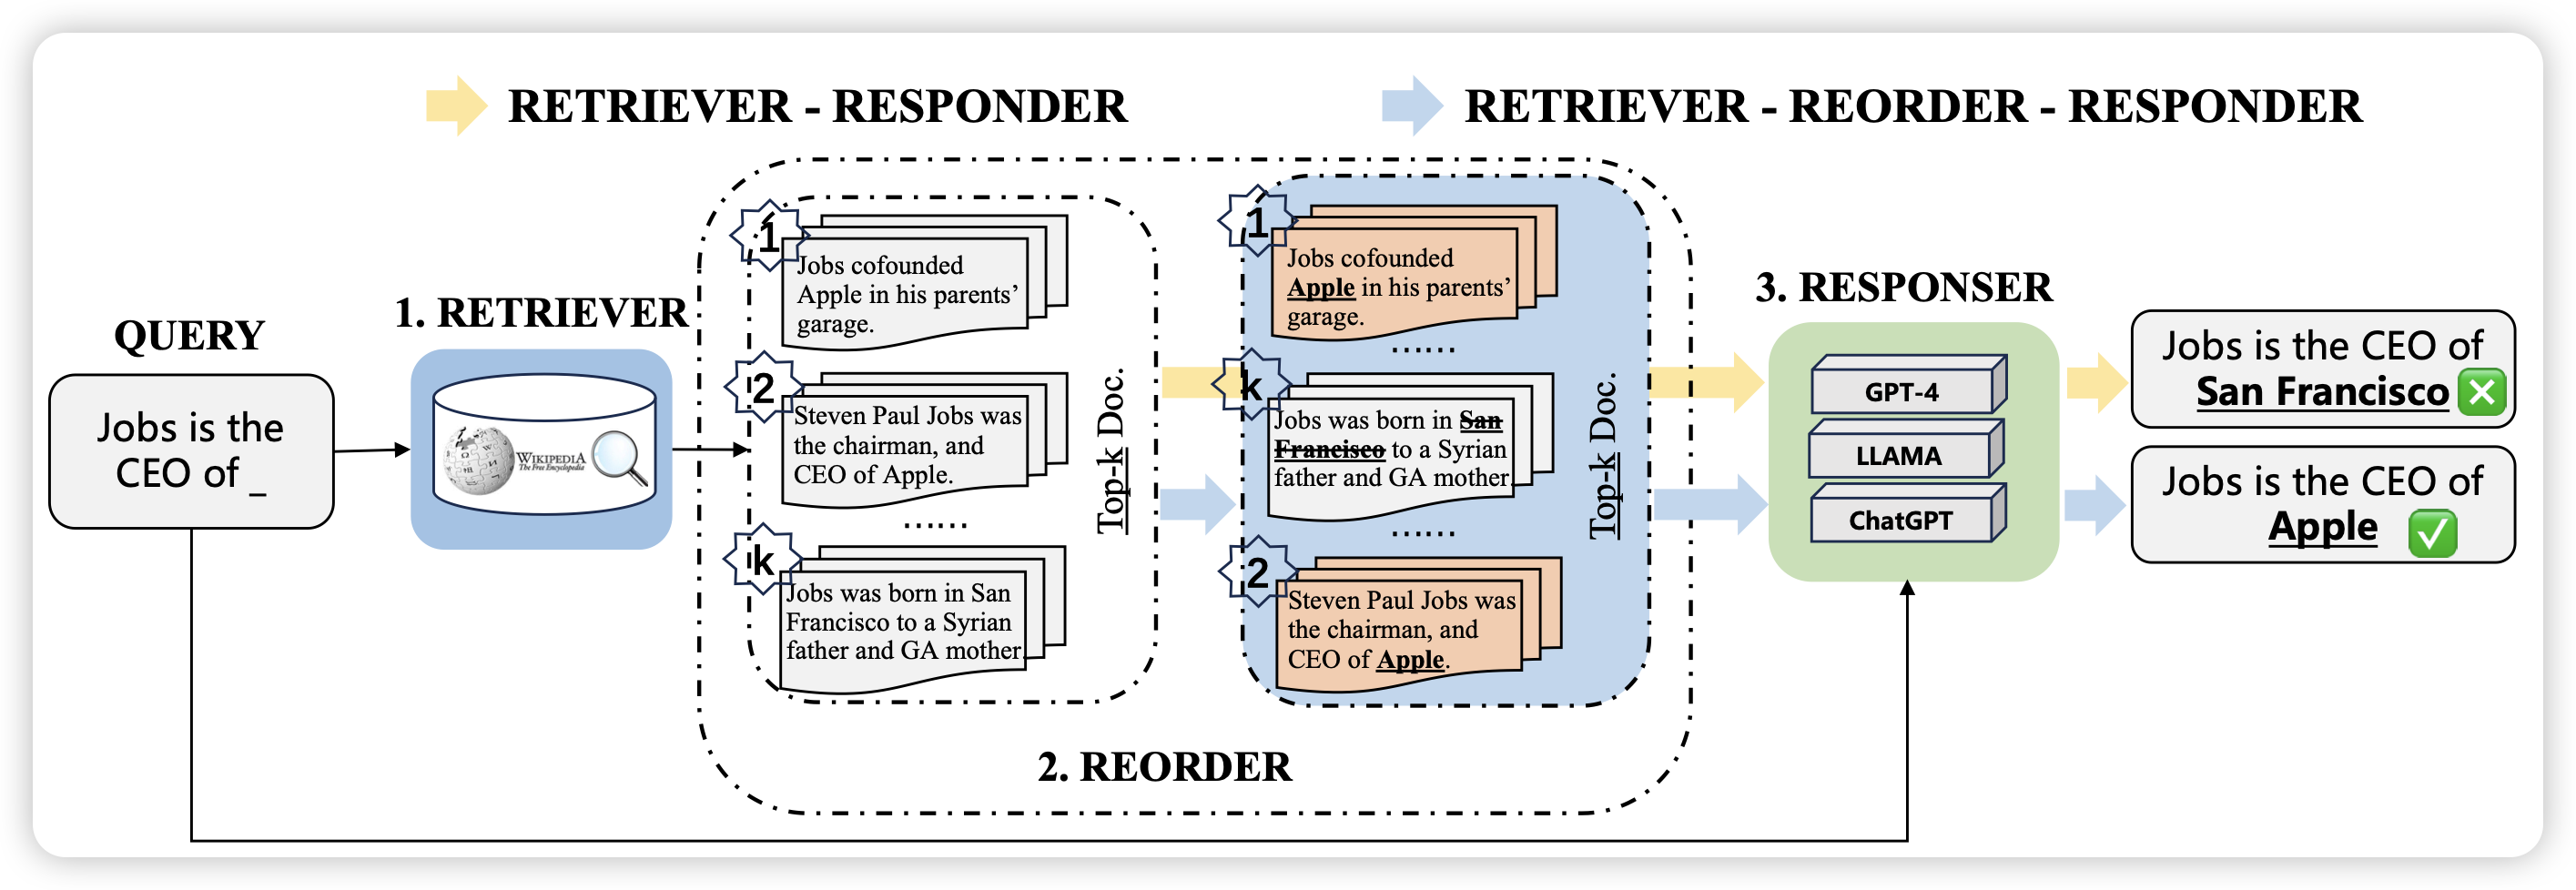 RETRIEVER - RESPONDER
RETRIEVER - REORDER - RESPONDER
QUERY
Jobs is the
CEO of _
1. RETRIEVER
WIKIPEDIA
The Free Encyclopedia
1
Jobs cofounded
Apple in his parents’
garage.
2
Steven Paul Jobs was
the chairman, and
CEO of Apple.
......
k
Jobs was born in San
Francisco to a Syrian
father and GA mother.
Top-k Doc.
1
Jobs cofounded
Apple in his parents’
garage.
......
k
Jobs was born in San
Francisco to a Syrian
father and GA mother.
......
2
Steven Paul Jobs was
the chairman, and
CEO of Apple.
Top-k Doc.
2. REORDER
3. RESPONSER
GPT-4
LLAMA
ChatGPT
Jobs is the CEO of
San Francisco
Jobs is the CEO of
Apple